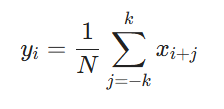 y_i = \frac{1}{N} \sum_{j=-k}^{k} x_{i+j}